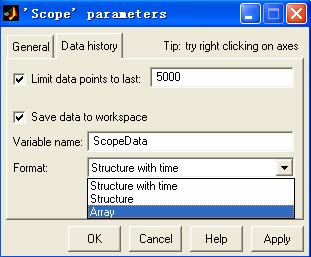 'Scope' parameters
General
Data history
Tip: try right clicking on axes
Limit data points to last:
5000
Save data to workspace
Variable name:
ScopeData
Format:
Structure with time
Structure with time
Structure
Array
OK
Cancel
Help
Apply